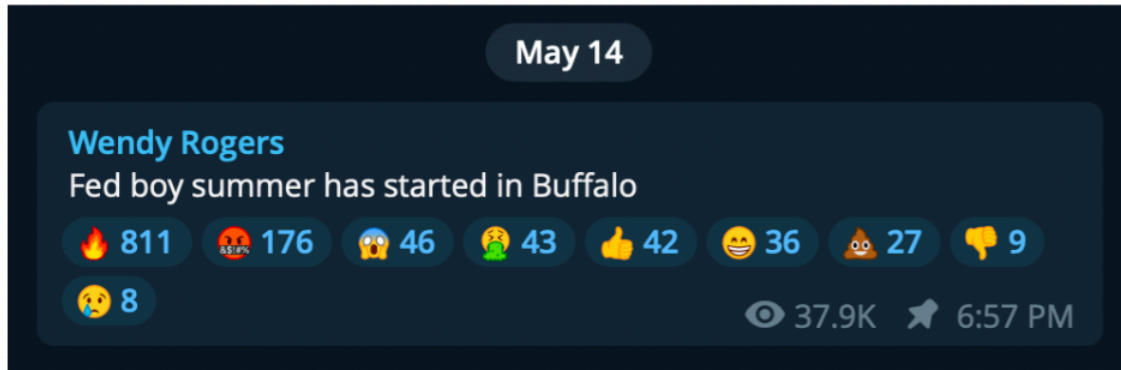 May 14
Wendy Rogers
Fed boy summer has started in Buffalo
🔥 811 🤬 176 😱 46 🤮 43 👍 42 😁 36 💩 27 👎 9
😢 8
37.9K 6:57 PM